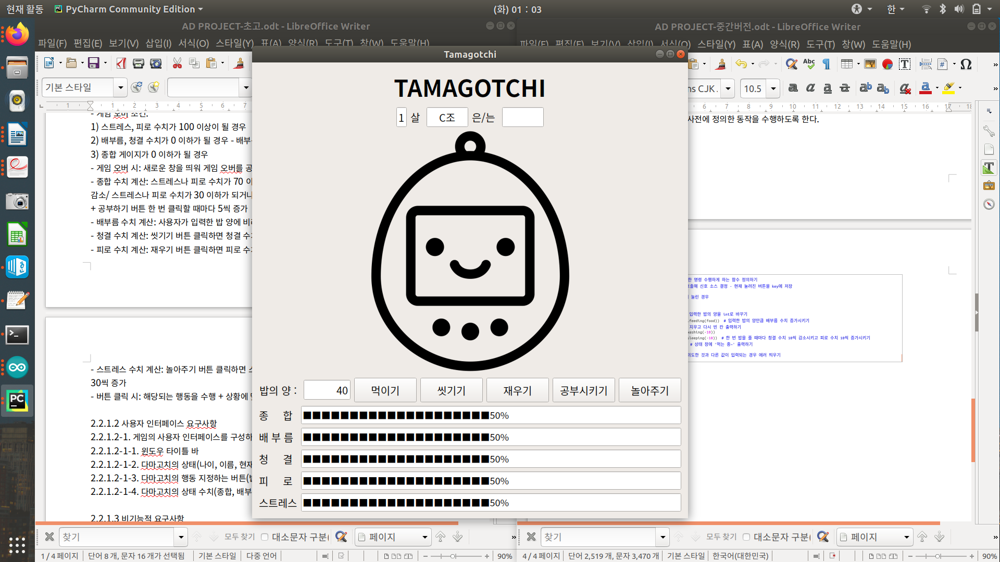 현재 활동 PyCharm Community Edition (화) 01 : 03 한
AD PROJECT-초고.odt - LibreOffice Writer
파일(F) 편집(E) 보기(V) 삽입(I) 서식(O) 스타일(Y) 표(A) 양식(R) 도구(T) 창(W) 도움말(H)
기본 스타일
1 1 2 3 4 5 6 7
- 게임 오버 조건:
1) 스트레스, 피로 수치가 100 이상이 될 경우
2) 배부름, 청결 수치가 0 이하가 될 경우 - 배부
3) 종합 게이지가 0 이하가 될 경우
- 게임 오버 시: 새로운 창을 띄워 게임 오버를 공
- 종합 수치 계산: 스트레스나 피로 수치가 70 이
감소/ 스트레스나 피로 수치가 30 이하가 되거나
+ 공부하기 버튼 한 번 클릭할 때마다 5씩 증가
- 배부름 수치 계산: 사용자가 입력한 밥 양에 비
- 청결 수치 계산: 씻기기 버튼 클릭하면 청결 수
- 피로 수치 계산: 재우기 버튼 클릭하면 피로 수
- 스트레스 수치 계산: 놀아주기 버튼 클릭하면
30씩 증가
- 버튼 클릭 시: 해당되는 행동을 수행 + 상황에
2.2.1.2 사용자 인터페이스 요구사항
2.2.1.2-1. 게임의 사용자 인터페이스를 구성하
2.2.1.2-1-1. 윈도우 타이틀 바
2.2.1.2-1-2. 다마고치의 상태(나이, 이름, 현재
2.2.1.2-1-3. 다마고치의 행동 지정하는 버튼(밥
2.2.1.2-1-4. 다마고치의 상태 수치(종합, 배부
2.2.1.3 비기능적 요구사항
찾기 모두 찾기 대소문자 구분( 페이지
1 / 4 페이지 단어 8 개, 문자 16 개가 선택됨 기본 스타일 다중 언어 90%
Tamagotchi
TAMAGOTCHI
1 살 C조 은/는
밥의 양 : 40 먹이기 씻기기 재우기 공부시키기 놀아주기
종 합 50%
배 부 름 50%
청 결 50%
피 로 50%
스트레스 50%
AD PROJECT-중간버전.odt - LibreOffice Writer
파일(F) 편집(E) 보기(V) 삽입(I) 서식(O) 스타일(Y) 표(A) 양식(R) 도구(T) 창(W) 도움말(H)
ns CJK 10.5
6 7 8 9 10 11 12 13 14 15 16 17 18
사전에 정의한 동작을 수행하도록 한다.
한 명령 수행하게 하는 함수 정의하기
호출해 신호 소스 결정 - 현재 눌려진 버튼을 key에 저장
눌린 경우
입력한 밥의 양을 int로 바꾸기
.feeding(food)) # 입력한 밥의 양만큼 배부름 수치 증가시키기
지우고 다시 빈 칸 출력하기
washing(-10))
sleeping(-10)) # 한 번 밥을 줄 때마다 청결 수치 10씩 감소시키고 피로 수치 10씩 증가시키기
# 상태 창에 '먹는 중~' 출력하기
의도한 것과 다른 값이 입력되는 경우 에러 띄우기
찾기 모두 찾기 대소문자 구분( 페이지
4 / 4 페이지 단어 2,519 개, 문자 3,470 개 기본 스타일 한국어(대한민국) 90%